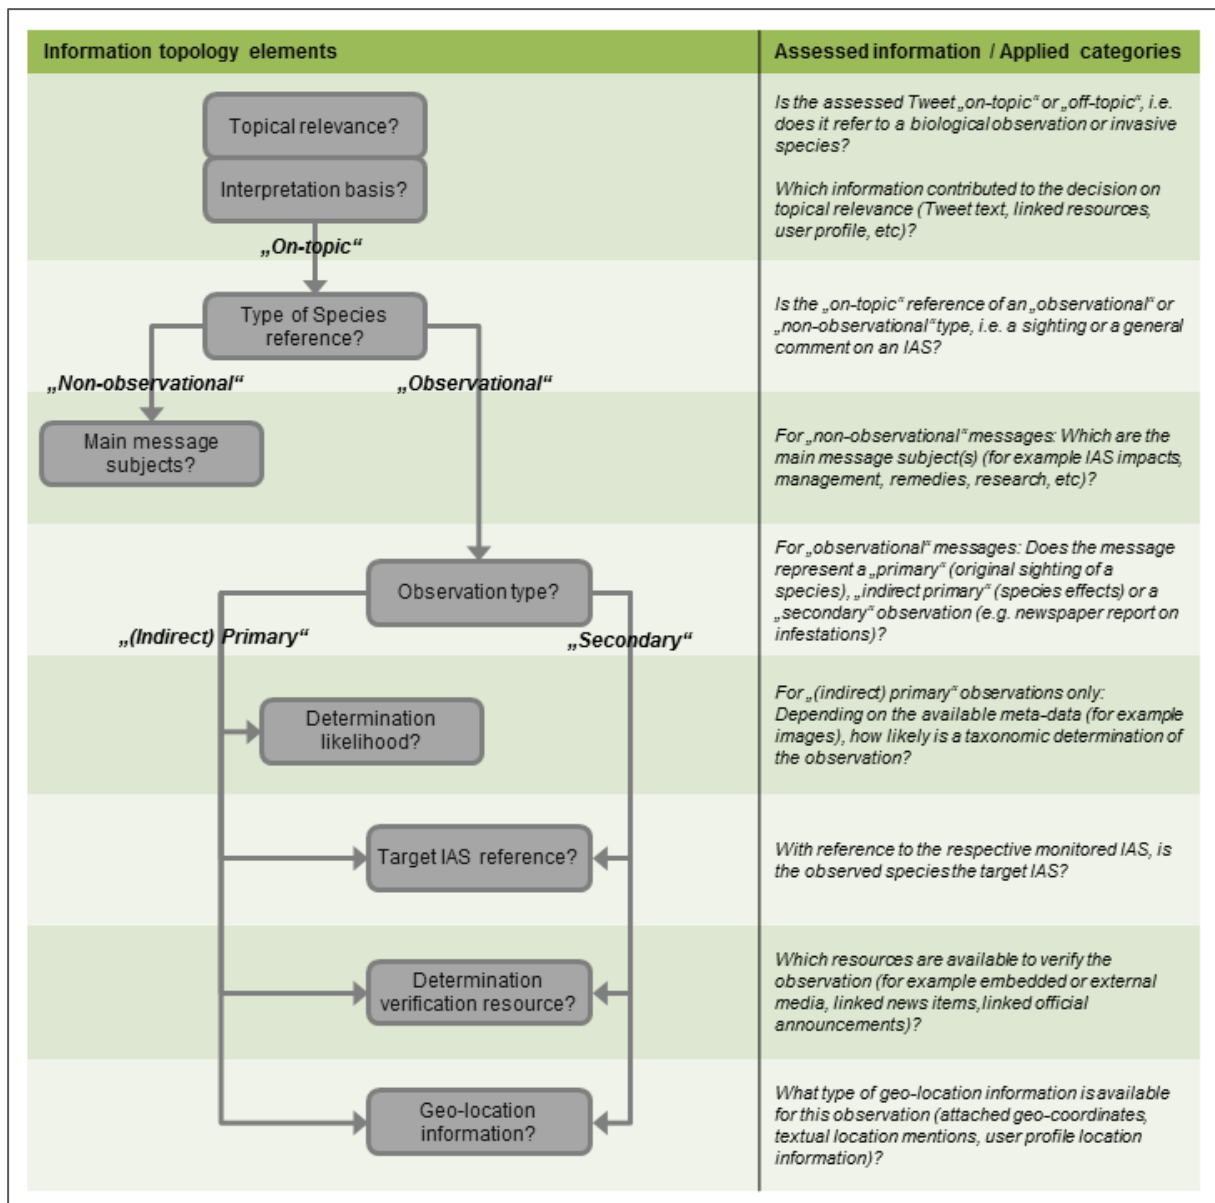 Information topology elements
Assessed information / Applied categories
Topical relevance?
Interpretation basis?
„On-topic“
Is the assessed Tweet „on-topic“ or „off-topic“, i.e.
does it refer to a biological observation or invasive
species?
Which information contributed to the decision on
topical relevance (Tweet text, linked resources,
user profile, etc)?
Type of Species
reference?
„Non-observational“
„Observational“
Is the „on-topic“ reference of an „observational“ or
„non-observational“ type, i.e. a sighting or a general
comment on an IAS?
Main message
subjects?
For „non-observational“ messages: Which are the
main message subject(s) (for example IAS impacts,
management, remedies, research, etc)?
Observation type?
„(Indirect) Primary“
„Secondary“
For „observational“ messages: Does the message
represent a „primary“ (original sighting of a
species), „indirect primary“ (species effects) or a
„secondary“ observation (e.g. newspaper report on
infestations)?
Determination
likelihood?
For „(indirect) primary“ observations only:
Depending on the available meta-data (for example
images), how likely is a taxonomic determination of
the observation?
Target IAS reference?
With reference to the respective monitored IAS, is
the observed species the target IAS?
Determination
verification resource?
Which resources are available to verify the
observation (for example embedded or external
media, linked news items,linked official
announcements)?
Geo-location
information?
What type of geo-location information is available
for this observation (attached geo-coordinates,
textual location mentions, user profile location
information)?